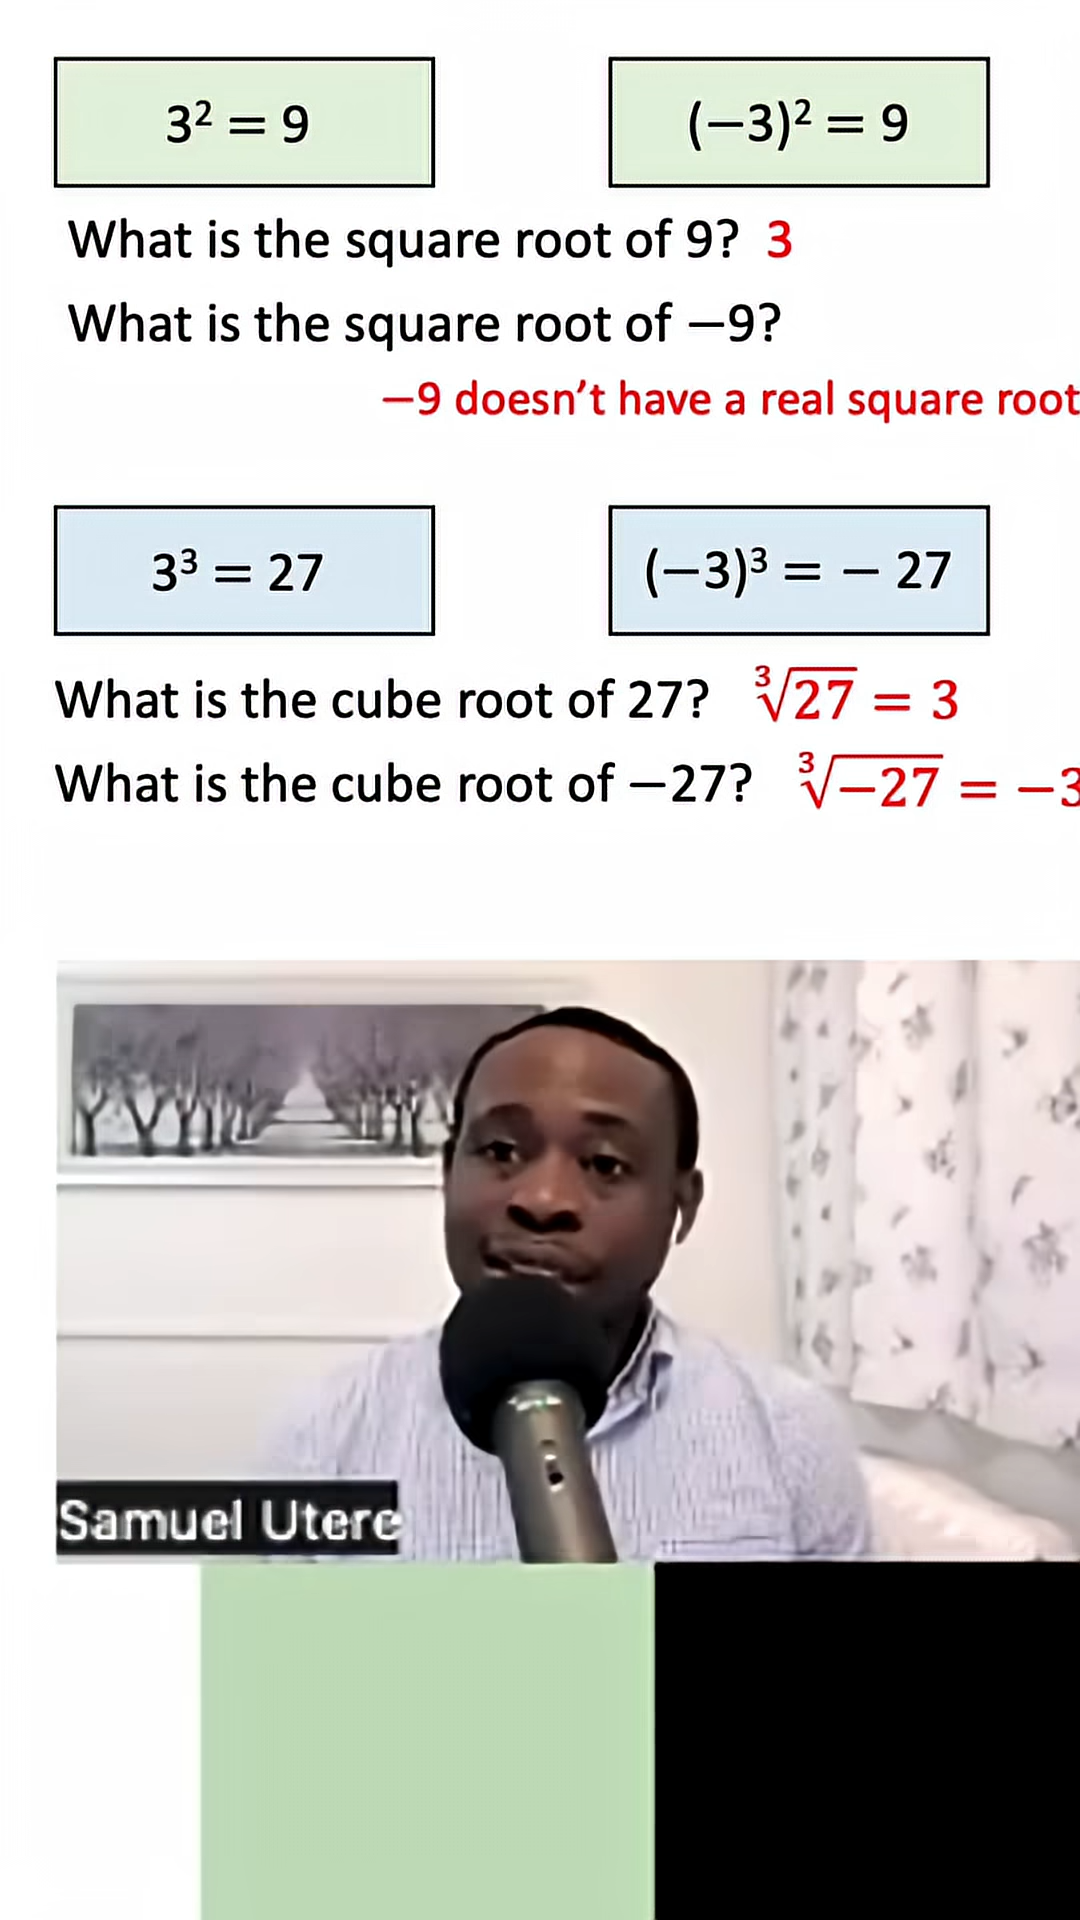 3² = 9
(−3)² = 9
What is the square root of 9? 3
What is the square root of −9?
−9 doesn’t have a real square root
3³ = 27
(−3)³ = − 27
What is the cube root of 27? ∛27 = 3
What is the cube root of −27? ∛−27 = −3
Samuel Utere